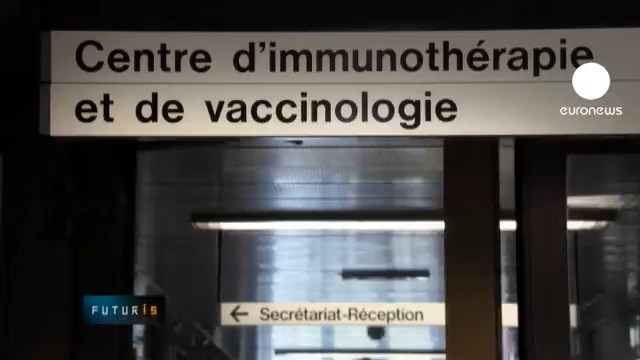 Centre d'immunothérapie
et de vaccinologie
euronews
← Secrétariat-Réception
FUTURIS